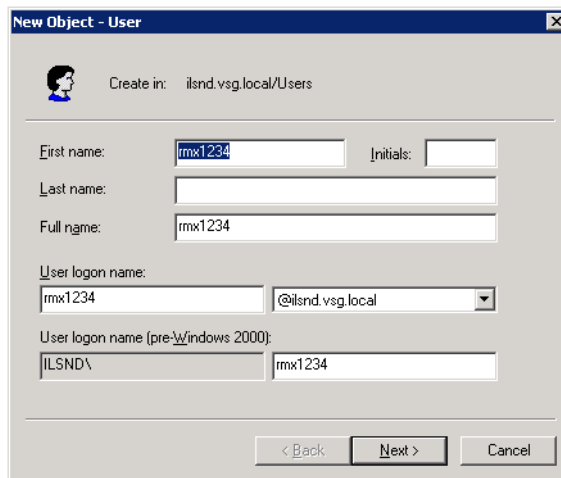 New Object - User
Create in: ilsnd.vsg.local/Users
First name: rmx1234 Initials:
Last name:
Full name: rmx1234
User logon name:
rmx1234 @ilsnd.vsg.local
User logon name (pre-Windows 2000):
ILSND\ rmx1234
< Back Next > Cancel